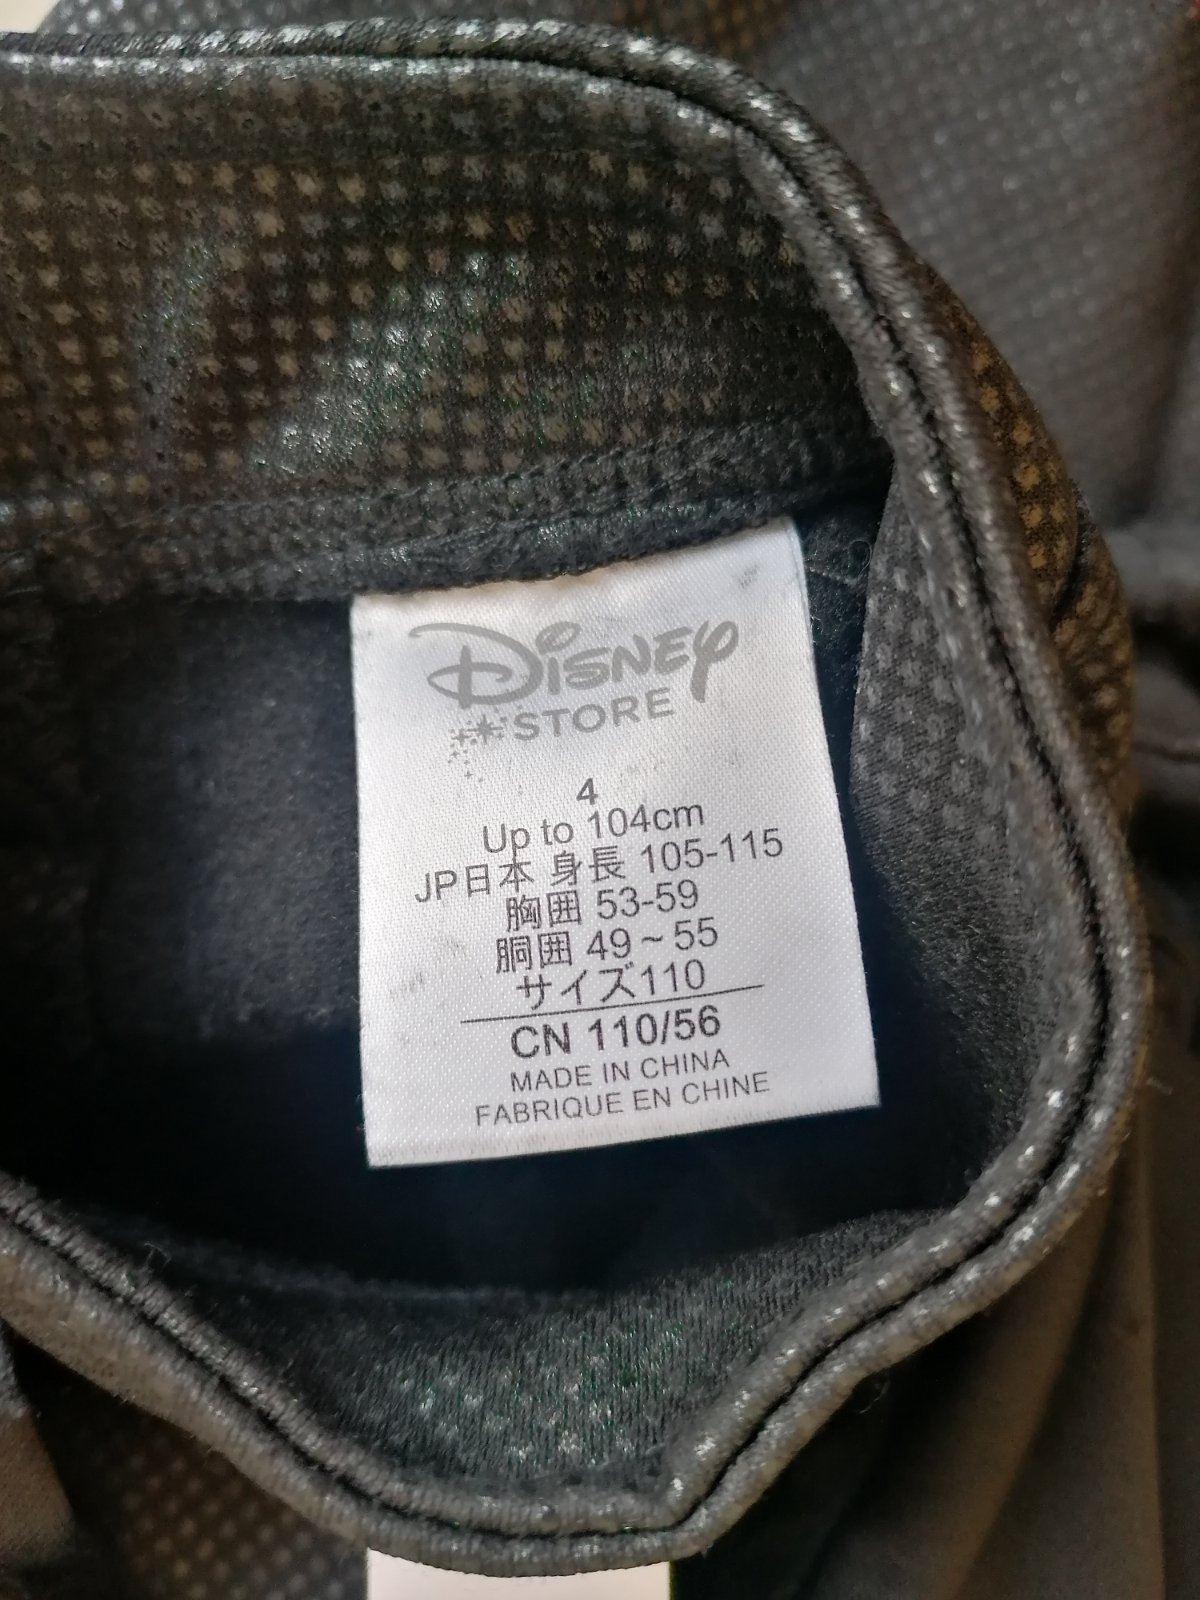 Disney
STORE
4
Up to 104cm
JP日本 身長 105-115
胸囲 53-59
胴囲 49~55
サイズ110
CN 110/56
MADE IN CHINA
FABRIQUE EN CHINE